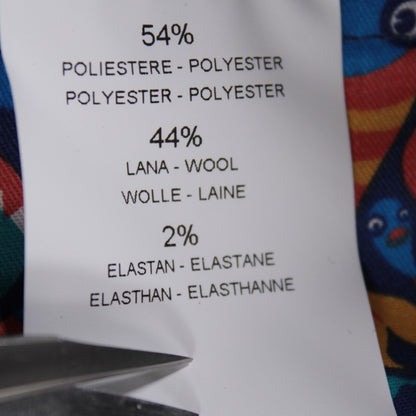 54%
POLIESTERE - POLYESTER
POLYESTER - POLYESTER
44%
LANA - WOOL
WOLLE - LAINE
2%
ELASTAN - ELASTANE
ELASTHAN - ELASTHANNE